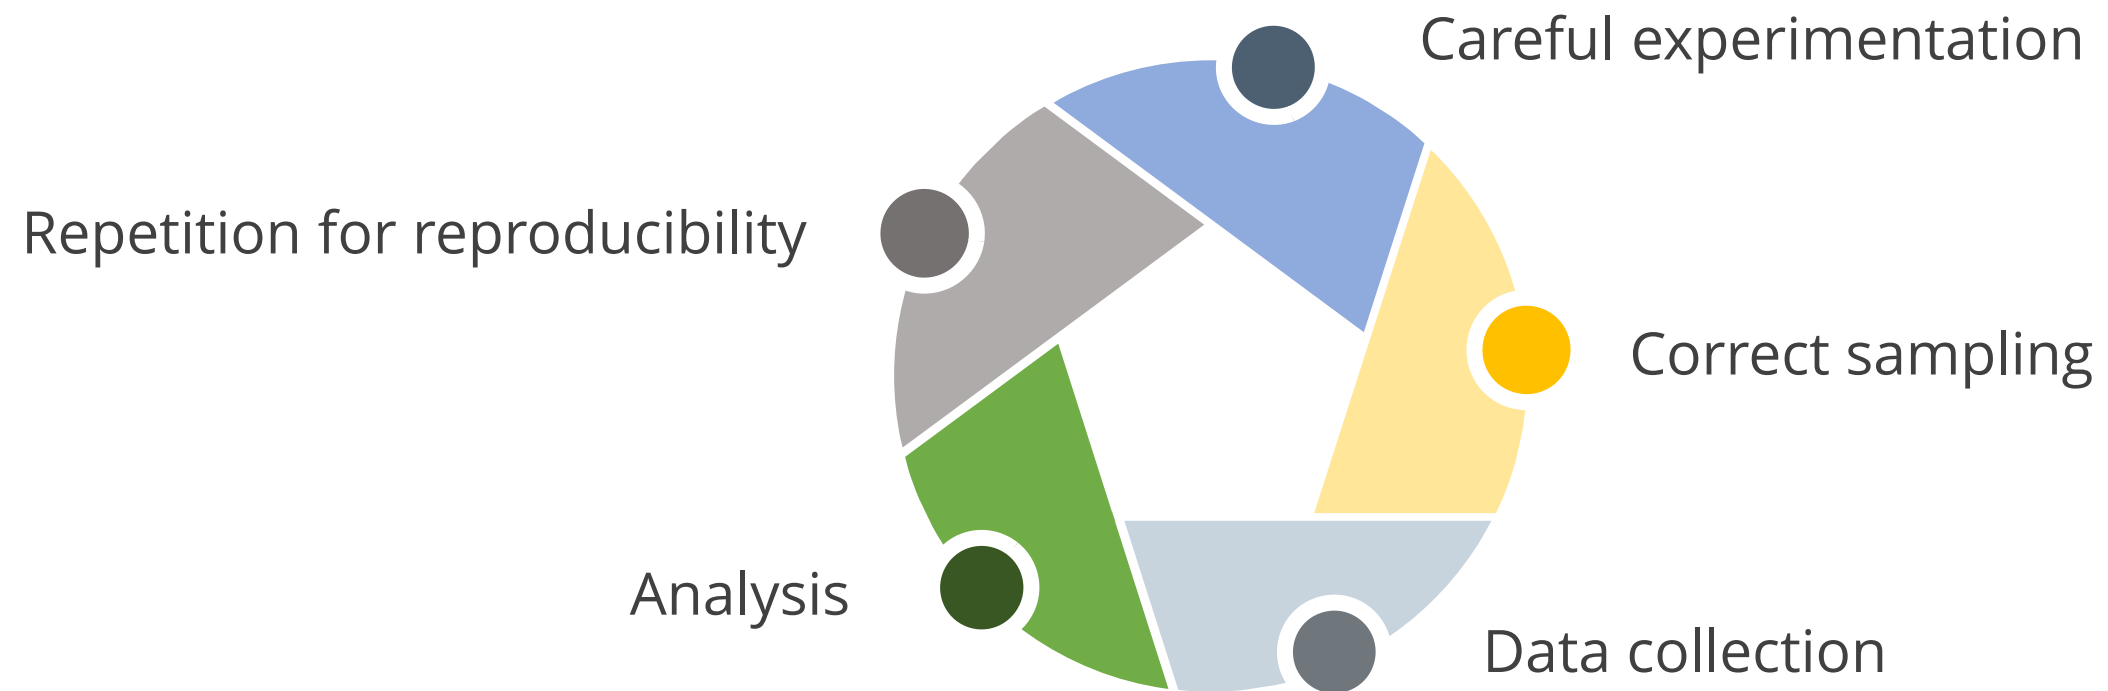 Careful experimentation
Repetition for reproducibility
Correct sampling
Analysis
Data collection